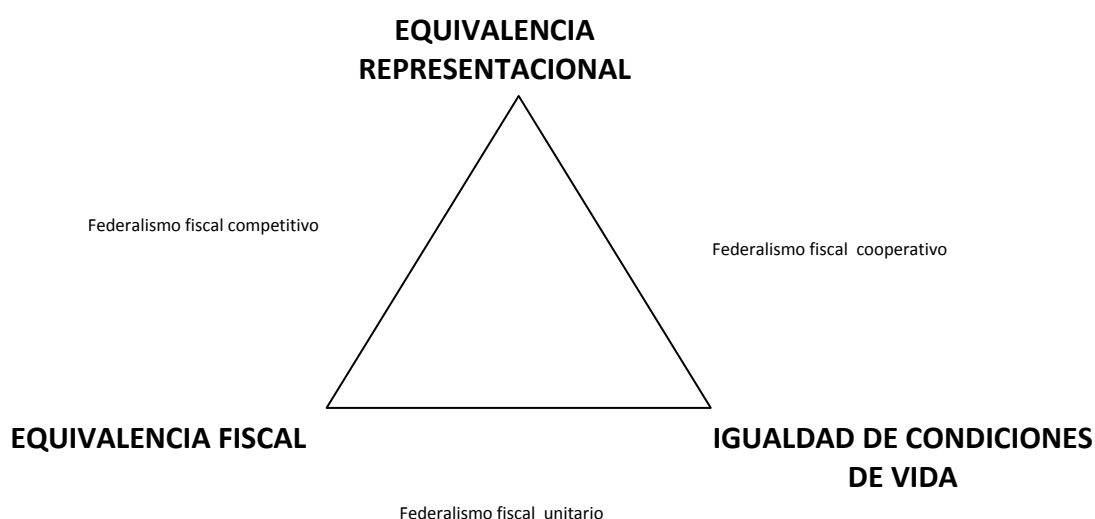 EQUIVALENCIA
REPRESENTACIONAL
Federalismo fiscal competitivo
Federalismo fiscal cooperativo
EQUIVALENCIA FISCAL
IGUALDAD DE CONDICIONES
DE VIDA
Federalismo fiscal unitario